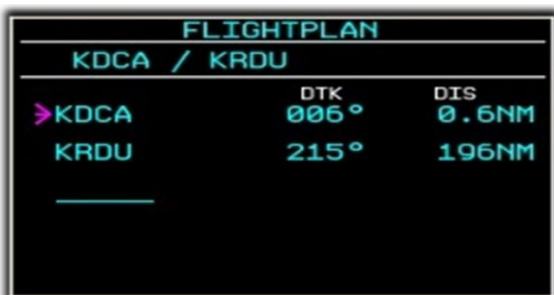 FLIGHTPLAN
KDCA / KRDU
DTK DIS
KDCA 006° 0.6NM
KRDU 215° 196NM